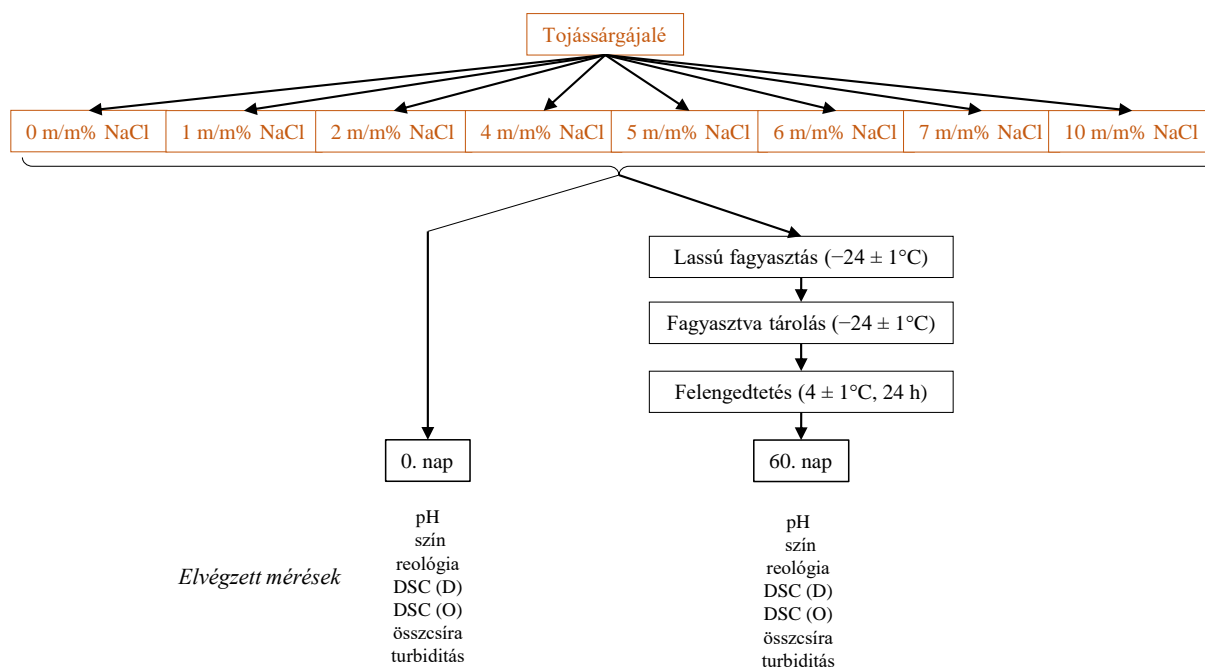 Tojássárgájalé
0 m/m% NaCl 1 m/m% NaCl 2 m/m% NaCl 4 m/m% NaCl 5 m/m% NaCl 6 m/m% NaCl 7 m/m% NaCl 10 m/m% NaCl
Lassú fagyasztás (−24 ± 1°C)
Fagyasztva tárolás (−24 ± 1°C)
Felengedtetés (4 ± 1°C, 24 h)
0. nap
60. nap
Elvégzett mérések
pH
szín
reológia
DSC (D)
DSC (O)
összcsíra
turbiditás
pH
szín
reológia
DSC (D)
DSC (O)
összcsíra
turbiditás